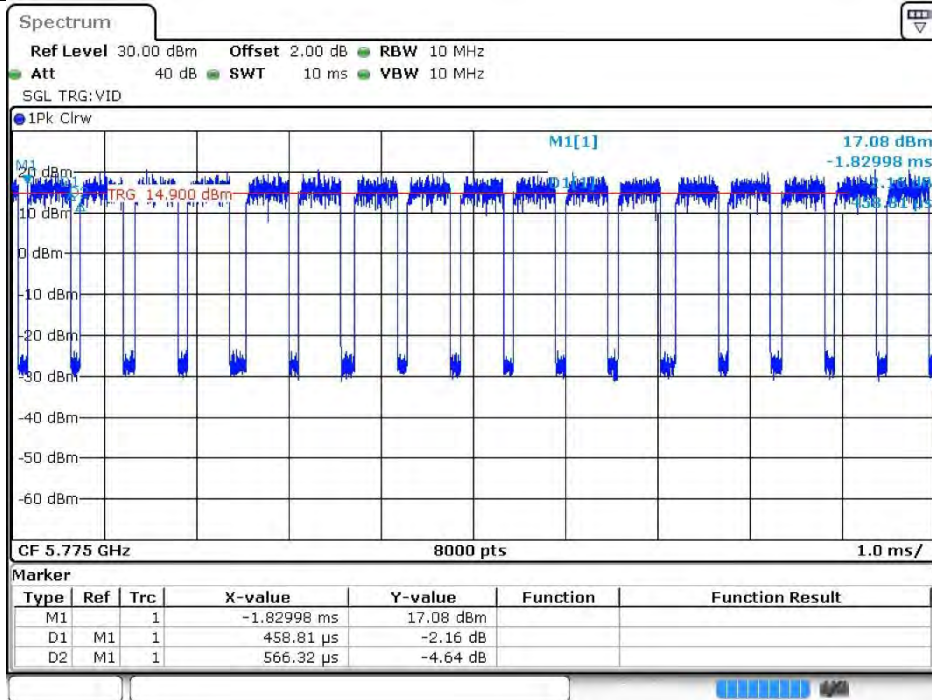 Spectrum
Ref Level 30.00 dBm Offset 2.00 dB RBW 10 MHz
Att 40 dB SWT 10 ms VBW 10 MHz
SGL TRG:VID
1Pk Clrw
M1[1] 17.08 dBm
-1.82998 ms
M1
20 dBm
D1[1]
TRG 14.900 dBm
10 dBm
0 dBm
-10 dBm
-20 dBm
-30 dBm
-40 dBm
-50 dBm
-60 dBm
CF 5.775 GHz 8000 pts 1.0 ms/
Marker
Type Ref Trc X-value Y-value Function Function Result
M1 1 -1.82998 ms 17.08 dBm
D1 M1 1 458.81 µs -2.16 dB
D2 M1 1 566.32 µs -4.64 dB